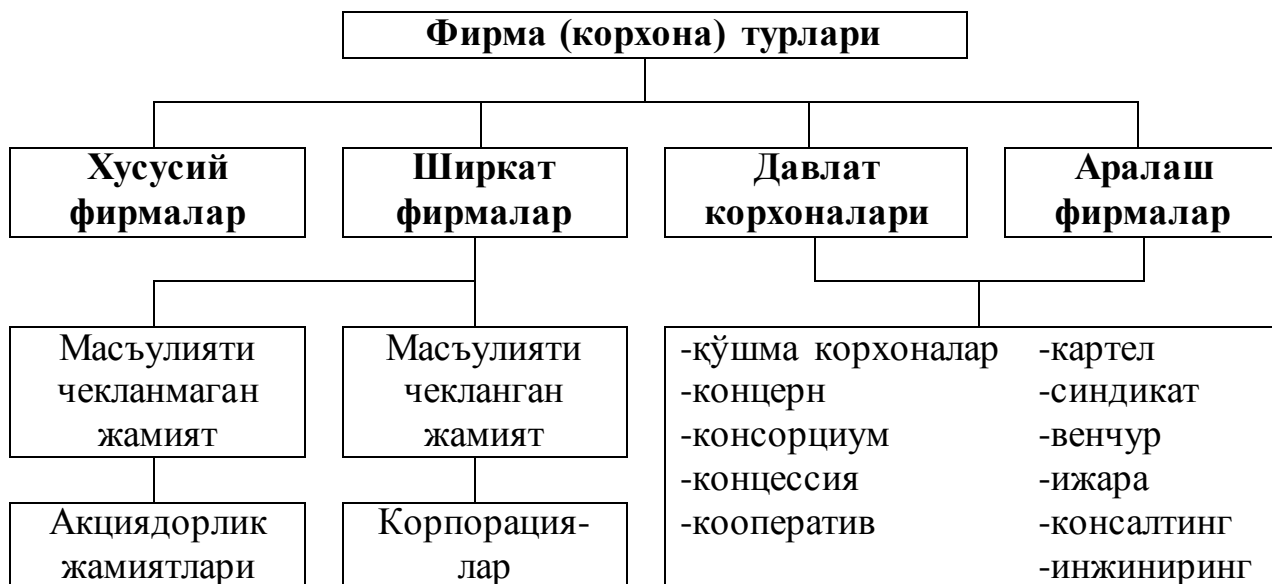 Фирма (корхона) турлари
Хусусий
фирмалар
Ширкат
фирмалар
Давлат
корхоналари
Аралаш
фирмалар
Масъулияти
чекланмаган
жамият
Масъулияти
чекланган
жамият
Акциядорлик
жамиятлари
Корпорация-
лар
-қўшма корхоналар
-концерн
-консорциум
-концессия
-кооператив
-картел
-синдикат
-венчур
-ижара
-консалтинг
-инжиниринг